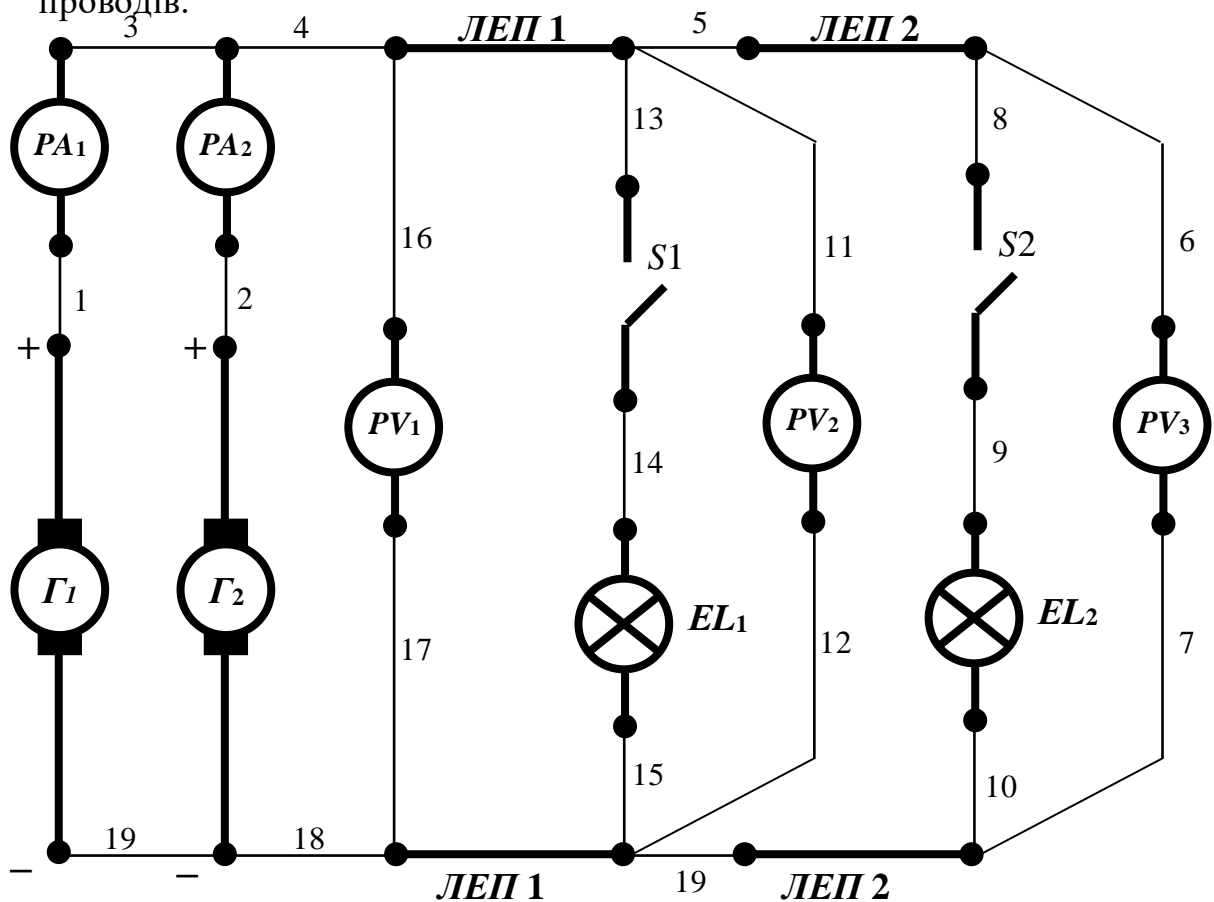 проводів.
3 4 ЛЕП 1 5 ЛЕП 2
PA1 PA2 13 8
16 S1 11 S2 6
1 2
+ +
PV1 PV2 PV3
14 9
Г1 Г2 EL1 EL2
17 12 7
15 10
19 18
– – ЛЕП 1 19 ЛЕП 2